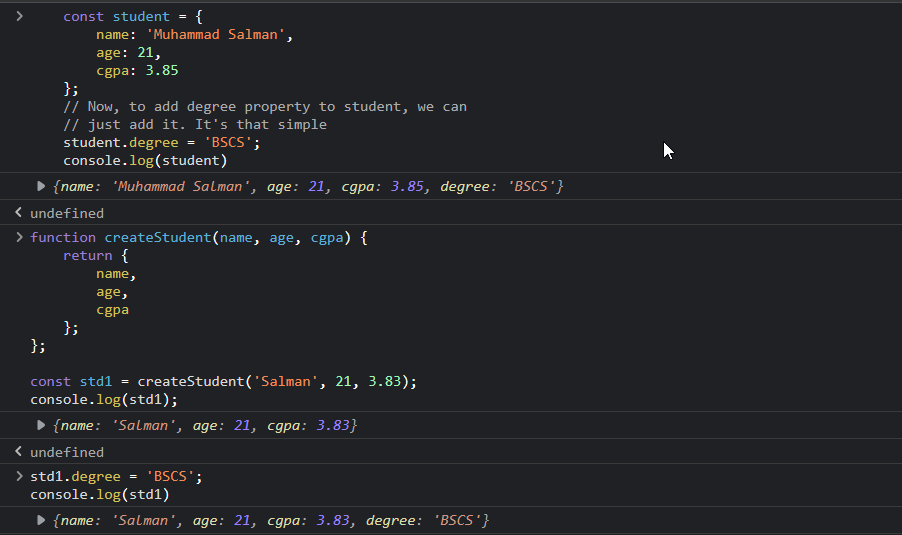 const student = {
name: 'Muhammad Salman',
age: 21,
cgpa: 3.85
};
// Now, to add degree property to student, we can
// just add it. It's that simple
student.degree = 'BSCS';
console.log(student)
{name: 'Muhammad Salman', age: 21, cgpa: 3.85, degree: 'BSCS'}
undefined
function createStudent(name, age, cgpa) {
return {
name,
age,
cgpa
};
};
const std1 = createStudent('Salman', 21, 3.83);
console.log(std1);
{name: 'Salman', age: 21, cgpa: 3.83}
undefined
std1.degree = 'BSCS';
console.log(std1)
{name: 'Salman', age: 21, cgpa: 3.83, degree: 'BSCS'}